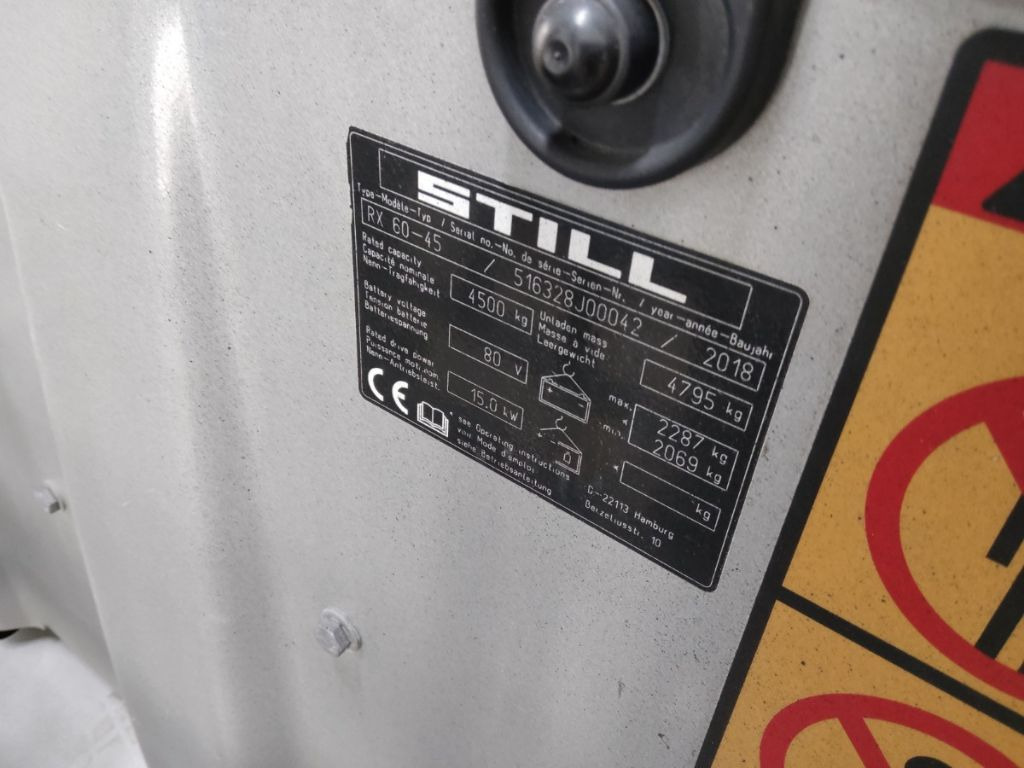 STILL
Type-Modèle-Typ / Serial no.-No. de série-Serien-Nr. / year-année-Baujahr
RX 60-45 / 516328J00042 / 2018
Rated capacity
Capacité nominale
Nenn-Tragfähigkeit
4500 kg
Unladen mass
Masse à vide
Leergewicht
4795 kg
Battery voltage
Tension batterie
Batteriespannung
80 V
max.
2287 kg
min.
2069 kg
Rated drive power
Puissance mot.nom
Nenn-Antriebsleist.
15.0 kW
* kg
CE
* see Operating instructions
voir Mode d'emploi
siehe Betriebsanleitung
D-22113 Hamburg
Berzeliusstr. 10